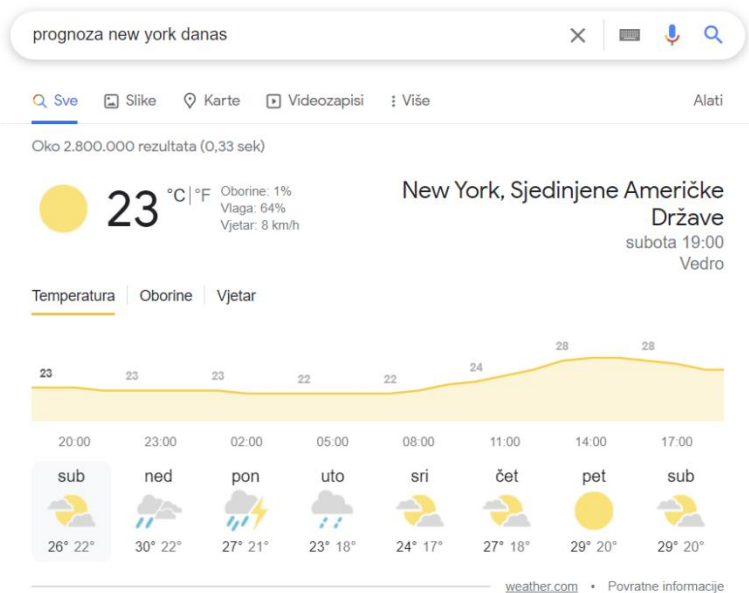 prognoza new york danas
Sve Slike Karte Videozapisi Više Alati
Oko 2.800.000 rezultata (0,33 sek)
23 °C|°F
Oborine: 1%
Vlaga: 64%
Vjetar: 8 km/h
New York, Sjedinjene Američke
Države
subota 19:00
Vedro
Temperatura Oborine Vjetar
23 23 23 22 22 24 28 28
20:00 23:00 02:00 05:00 08:00 11:00 14:00 17:00
sub ned pon uto sri čet pet sub
26° 22° 30° 22° 27° 21° 23° 18° 24° 17° 27° 18° 29° 20° 29° 20°
weather.com • Povratne informacije